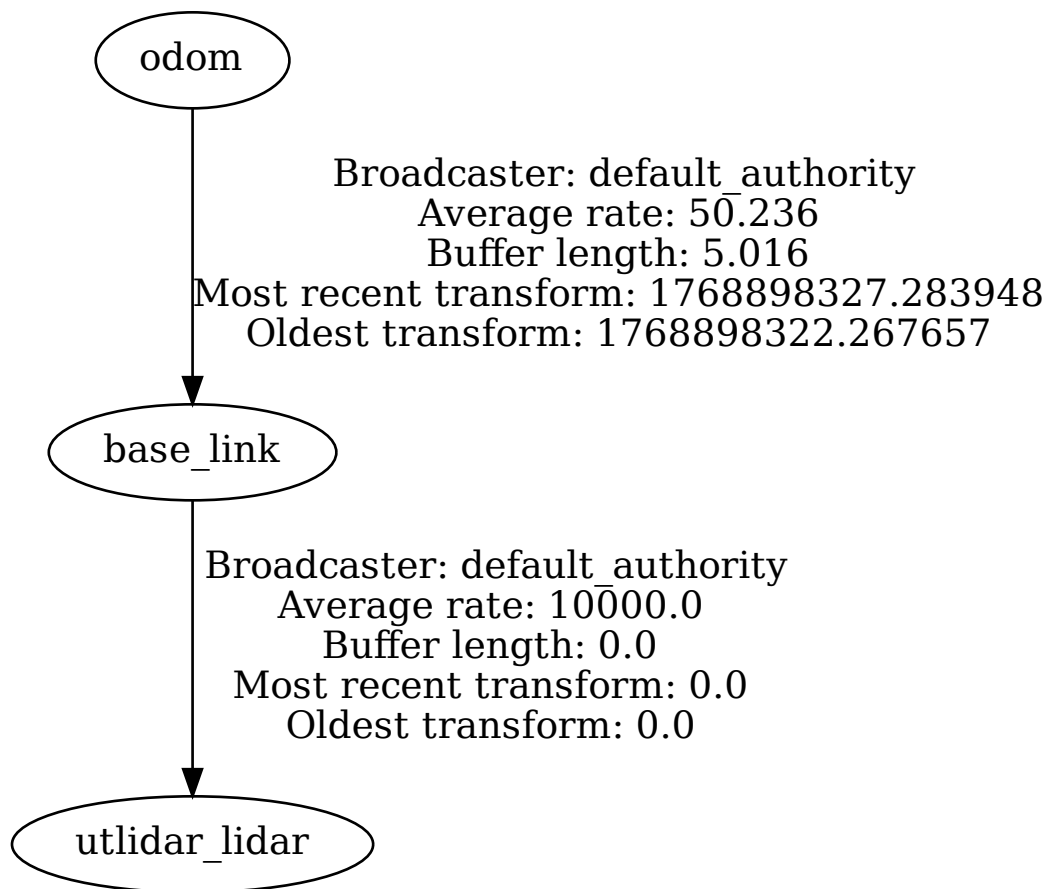 odom
Broadcaster: default_authority
Average rate: 50.236
Buffer length: 5.016
Most recent transform: 1768898327.283948
Oldest transform: 1768898322.267657
base_link
Broadcaster: default_authority
Average rate: 10000.0
Buffer length: 0.0
Most recent transform: 0.0
Oldest transform: 0.0
utlidar_lidar